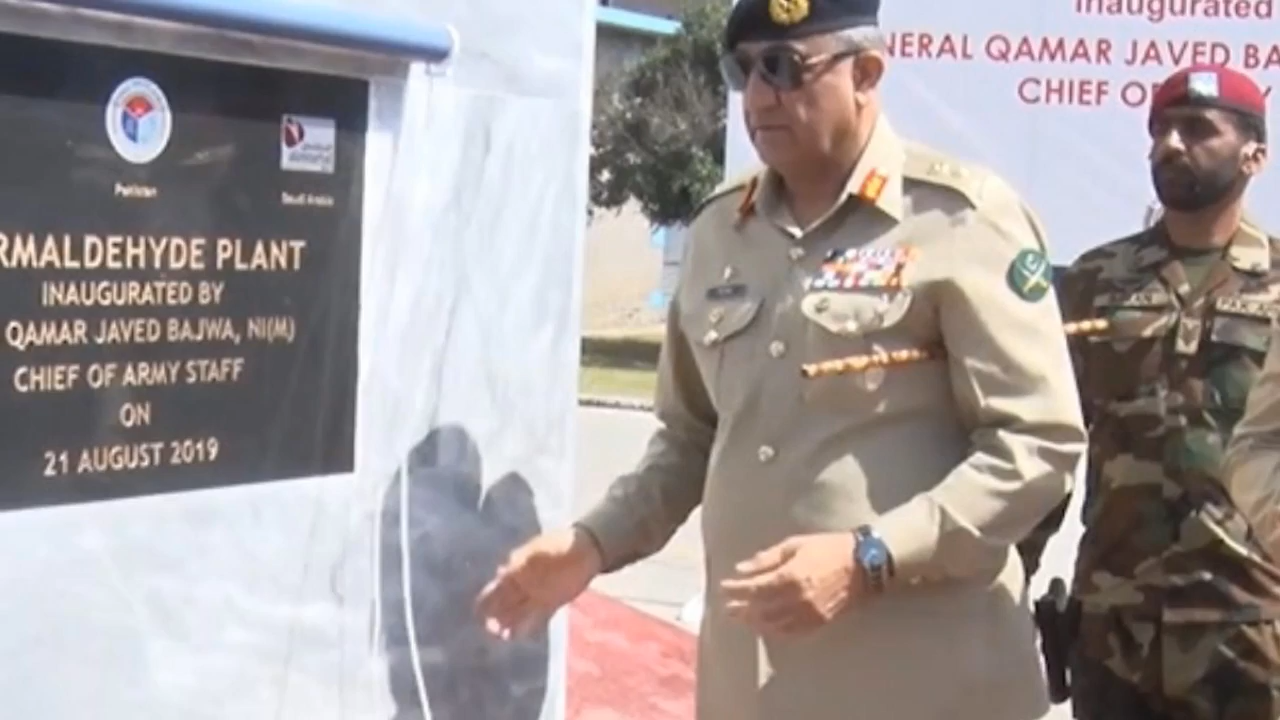 Pakistan
Saudi Arabia
RMALDEHYDE PLANT
INAUGURATED BY
QAMAR JAVED BAJWA, NI(M)
CHIEF OF ARMY STAFF
ON
21 AUGUST 2019
Inaugurated
NERAL QAMAR JAVED BA
CHIEF OF